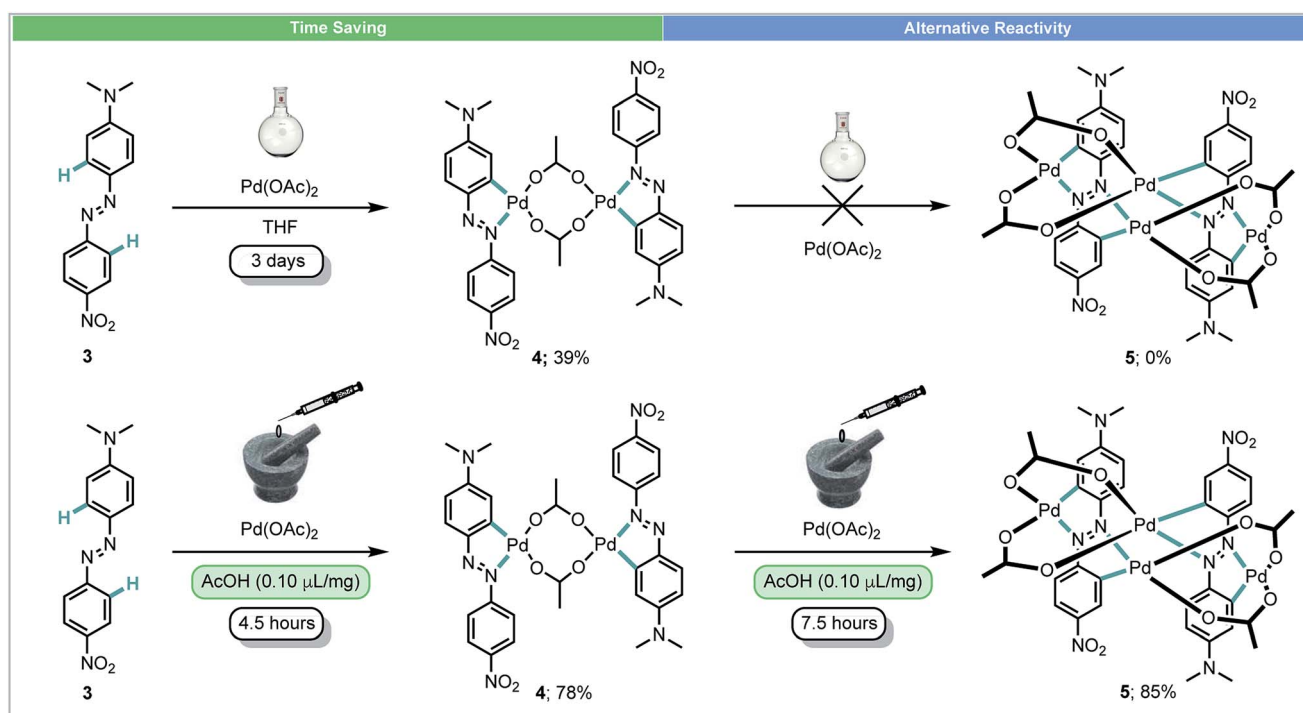 Time Saving
Alternative Reactivity
N
H
N
N
H
NO2
3
Pd(OAc)2
THF
3 days
N
NO2
Pd
O
O
O
O
Pd
N
N
N
N
NO2
N
4; 39%
Pd(OAc)2
N
NO2
O
O
Pd
Pd
O
O
N
N
O
O
Pd
N
N
Pd
O
O
NO2
N
5; 0%
N
H
N
N
H
NO2
3
Pd(OAc)2
AcOH (0.10 μL/mg)
4.5 hours
N
NO2
Pd
O
O
O
O
Pd
N
N
N
N
NO2
N
4; 78%
Pd(OAc)2
AcOH (0.10 μL/mg)
7.5 hours
N
NO2
O
O
Pd
Pd
O
O
N
N
O
O
Pd
N
N
Pd
O
O
NO2
N
5; 85%